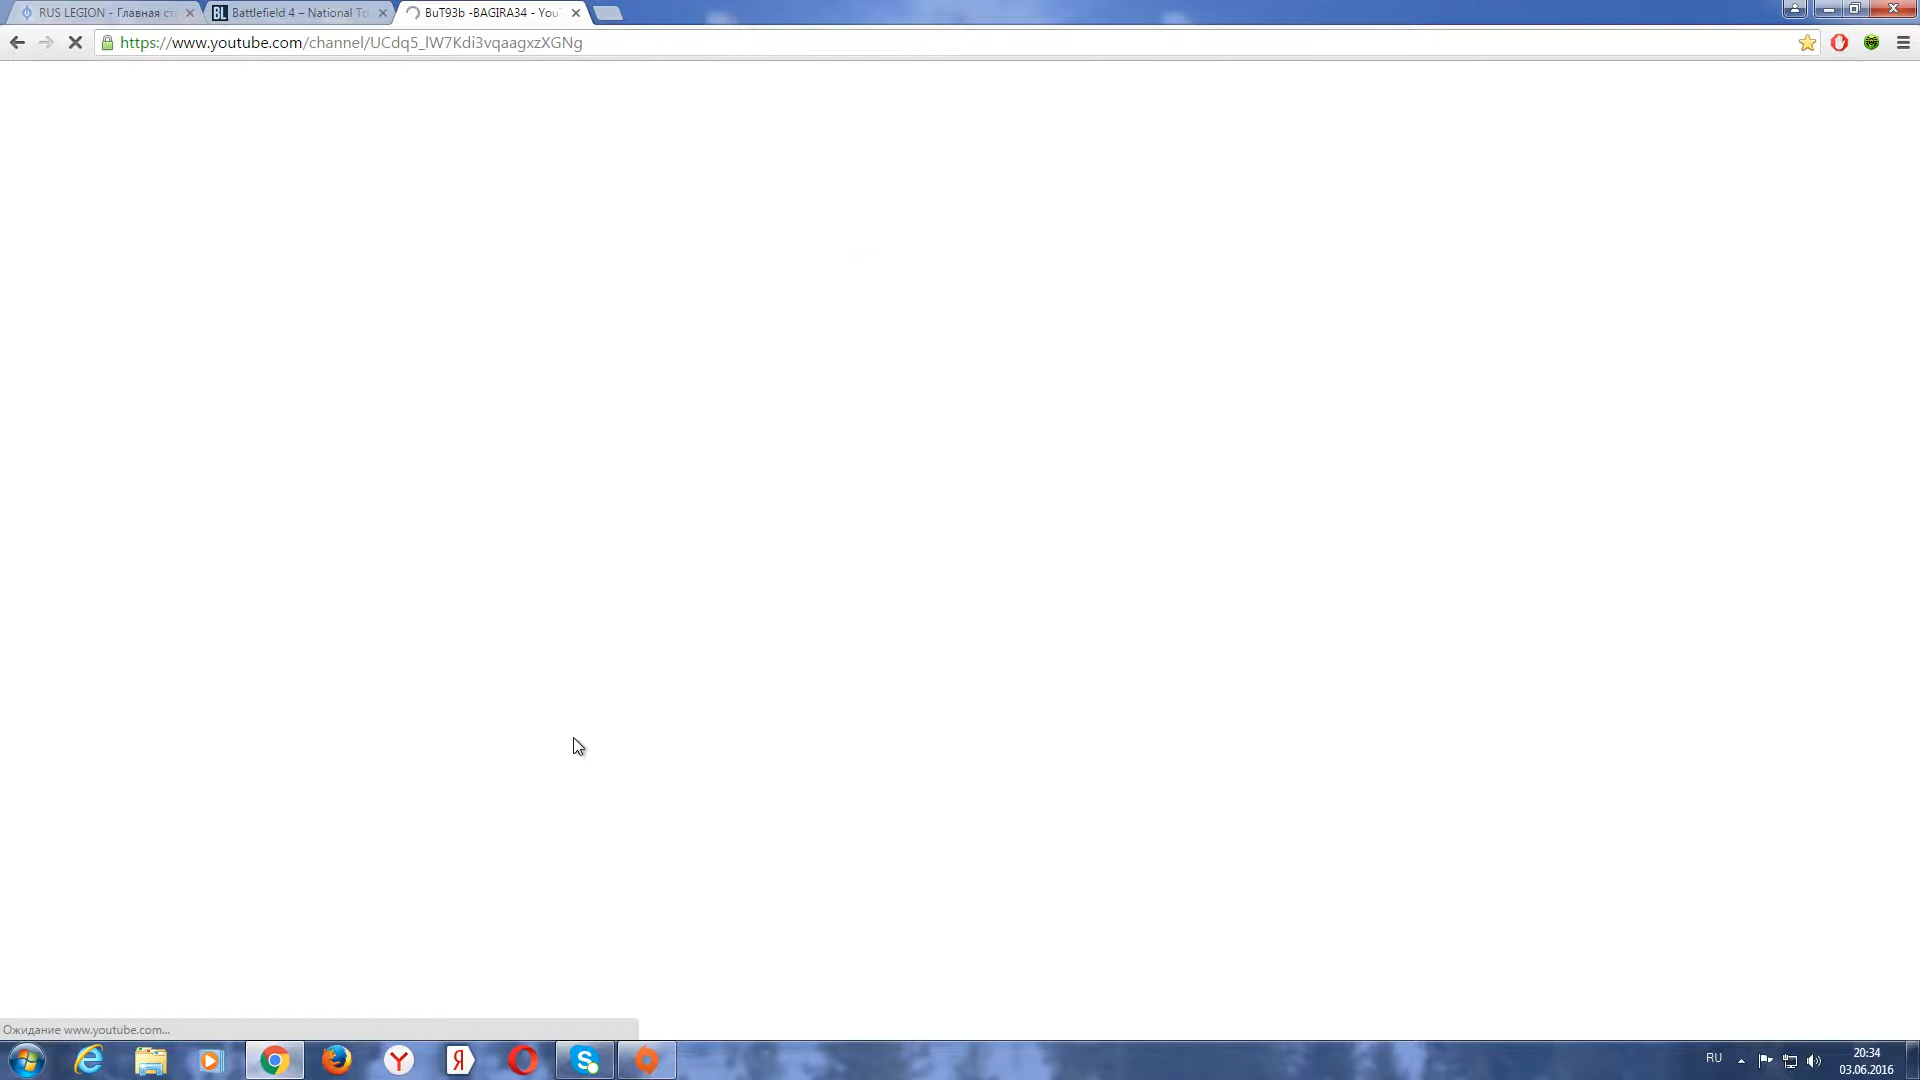 RUS LEGION - Главная ст
BL Battlefield 4 – National To
BuT93b -BAGIRA34 - You
https://www.youtube.com/channel/UCdq5_lW7Kdi3vqaagxzXGNg
Ожидание www.youtube.com...
RU
20:34
03.06.2016